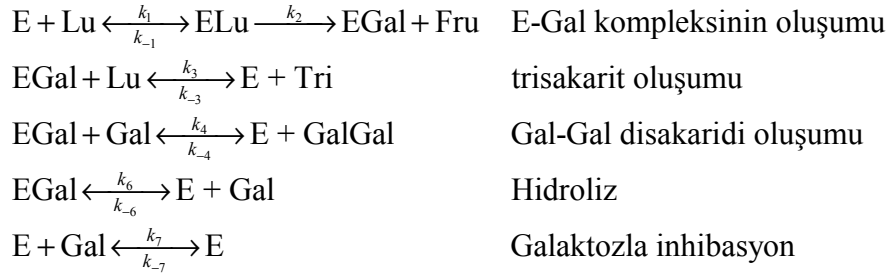 E + Lu ⇄ (k₁ / k₋₁) ELu → (k₂) EGal + Fru E-Gal kompleksinin oluşumu
EGal + Lu ⇄ (k₃ / k₋₃) E + Tri trisakarit oluşumu
EGal + Gal ⇄ (k₄ / k₋₄) E + GalGal Gal-Gal disakaridi oluşumu
EGal ⇄ (k₆ / k₋₆) E + Gal Hidroliz
E + Gal ⇄ (k₇ / k₋₇) E Galaktozla inhibasyon